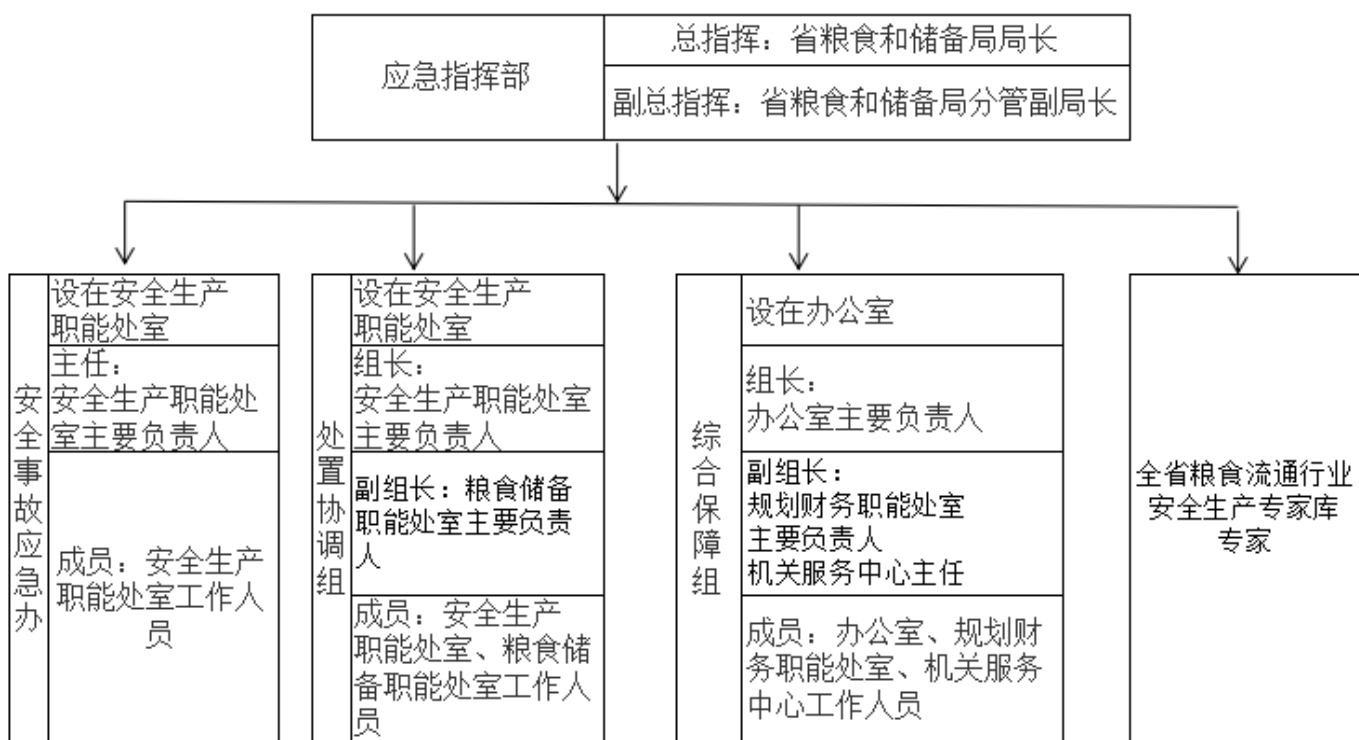 应急指挥部
总指挥：省粮食和储备局局长
副总指挥：省粮食和储备局分管副局长
安全事故应急办
设在安全生产
职能处室
主任：
安全生产职能处
室主要负责人
成员：安全生产
职能处室工作人
员
处置协调组
设在安全生产
职能处室
组长：
安全生产职能处室
主要负责人
副组长：粮食储备
职能处室主要负责
人
成员：安全生产
职能处室、粮食储
备职能处室工作人
员
综合保障组
设在办公室
组长：
办公室主要负责人
副组长：
规划财务职能处室
主要负责人
机关服务中心主任
成员：办公室、规划财
务职能处室、机关服务
中心工作人员
全省粮食流通行业
安全生产专家库
专家